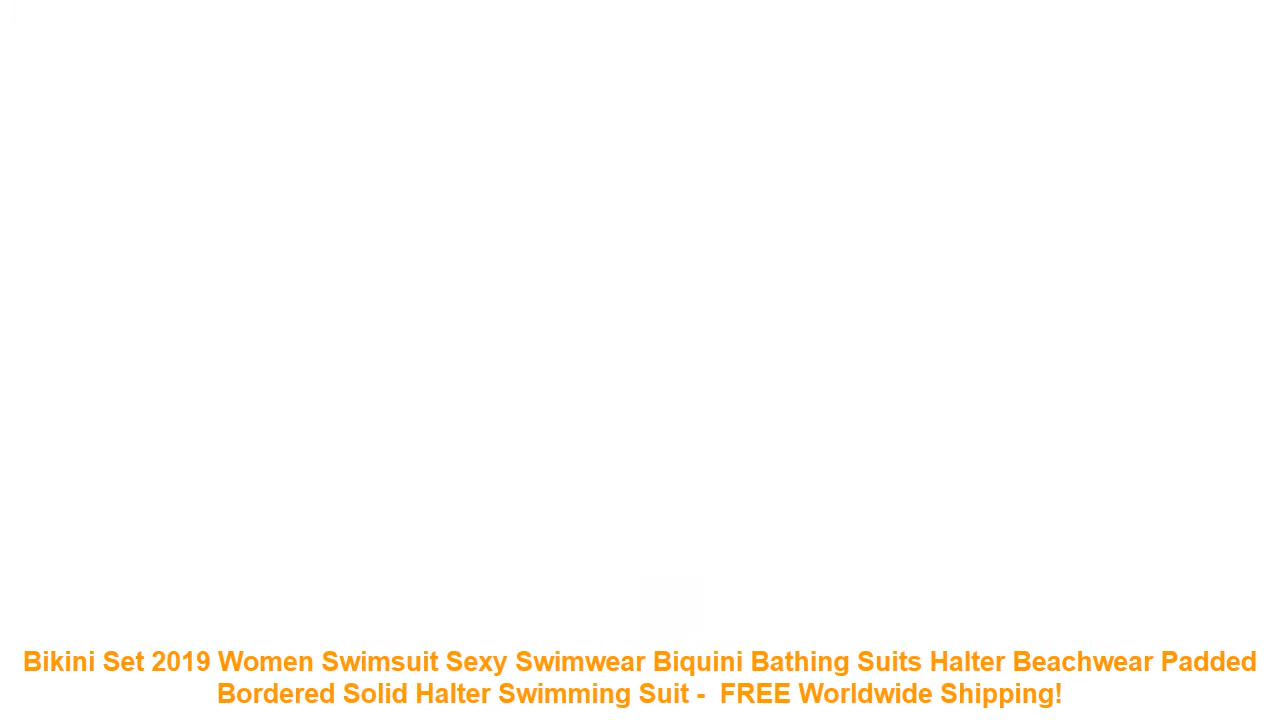 Bikini Set 2019 Women Swimsuit Sexy Swimwear Biquini Bathing Suits Halter Beachwear Padded
Bordered Solid Halter Swimming Suit -  FREE Worldwide Shipping!